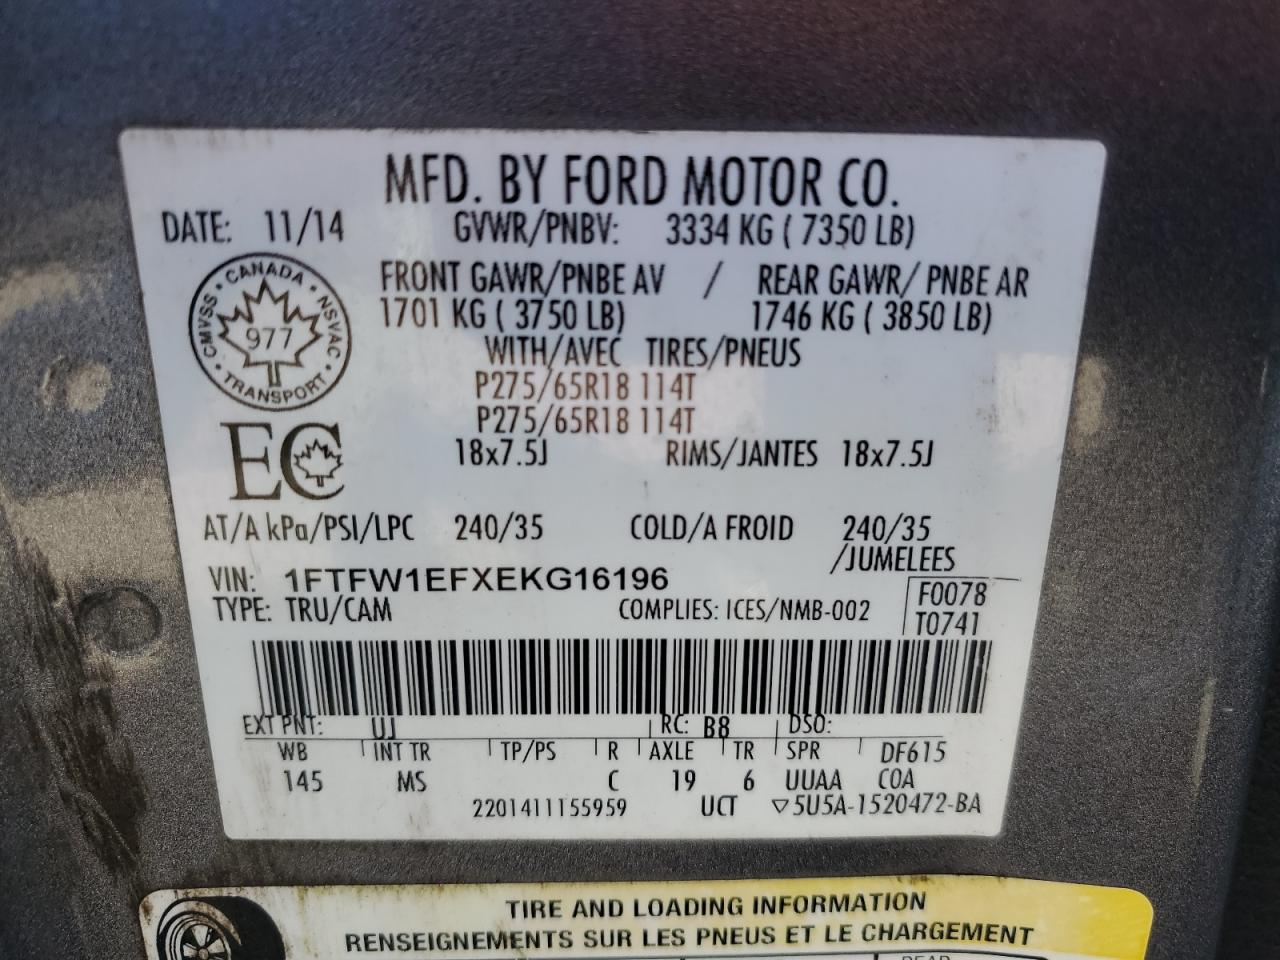 MFD. BY FORD MOTOR CO.
DATE: 11/14 GVWR/PNBV: 3334 KG ( 7350 LB)
FRONT GAWR/PNBE AV / REAR GAWR/ PNBE AR
1701 KG ( 3750 LB) 1746 KG ( 3850 LB)
WITH/AVEC TIRES/PNEUS
P275/65R18 114T
P275/65R18 114T
18x7.5J RIMS/JANTES 18x7.5J
CANADA
CMVSS NSVAC
977
TRANSPORT
EC
AT/A kPa/PSI/LPC 240/35 COLD/A FROID 240/35
/JUMELEES
VIN: 1FTFW1EFXEKG16196
TYPE: TRU/CAM COMPLIES: ICES/NMB-002
F0078
T0741
EXT PNT: UJ RC: B8 DSO:
WB INT TR TP/PS R AXLE TR SPR DF615
145 MS C 19 6 UUAA COA
2201411155959 UCT ▽5U5A-1520472-BA
TIRE AND LOADING INFORMATION
RENSEIGNEMENTS SUR LES PNEUS ET LE CHARGEMENT